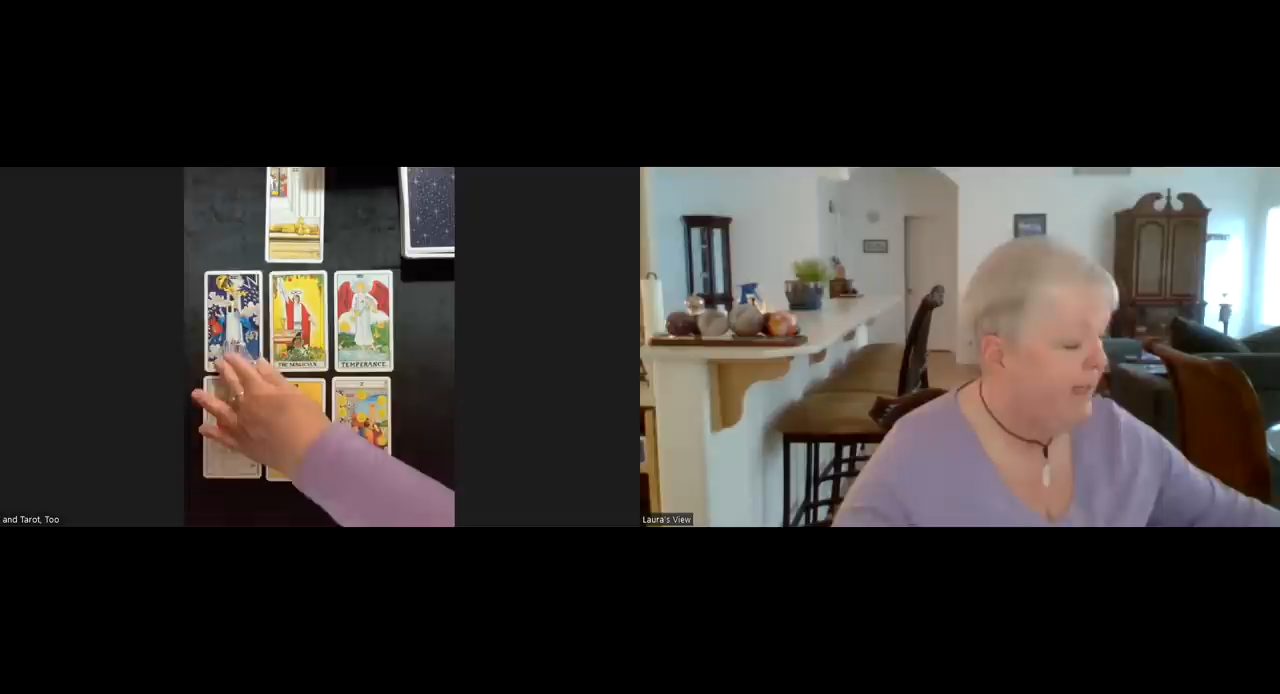 THE MAGICIAN.
TEMPERANCE.
and Tarot, Too
Laura's View